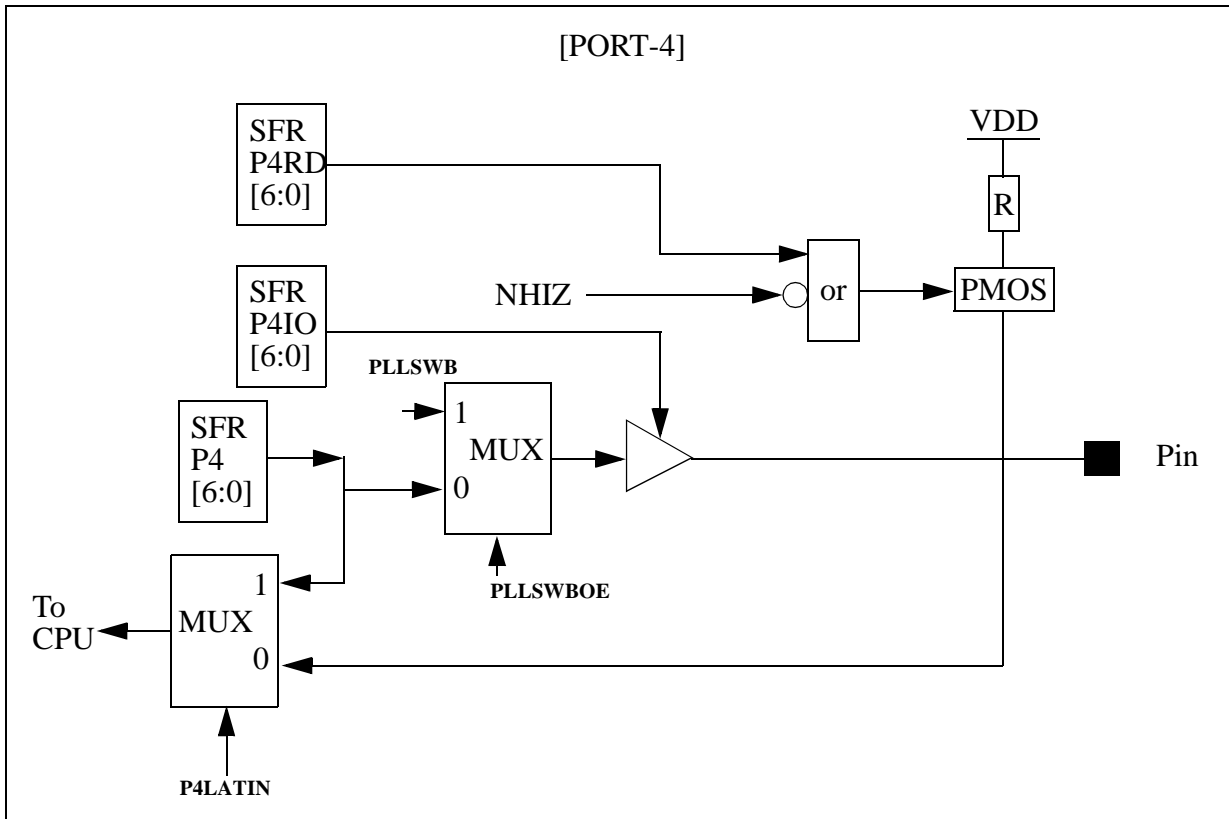 [PORT-4]
SFR
P4RD
[6:0]
VDD
R
SFR
P4IO
[6:0]
NHIZ
or
PMOS
PLLSWB
1
MUX
0
SFR
P4
[6:0]
Pin
PLLSWBOE
To
CPU
1
MUX
0
P4LATIN